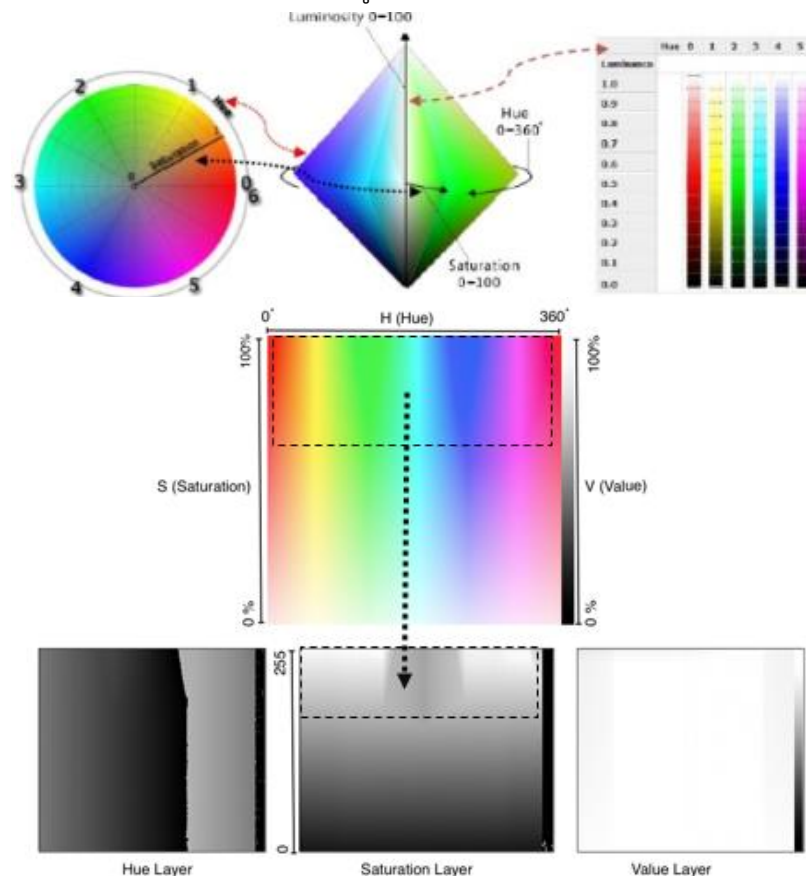 Luminosity 0-100
2
1
Hue
Saturation
1
0
3
0
6
4
5
Hue
0-360°
Saturation
0-100
Hue 0 1 2 3 4 5
Luminance
1.0
0.9
0.8
0.7
0.6
0.5
0.4
0.3
0.2
0.1
0.0
0° H (Hue) 360°
100%
100%
S (Saturation)
V (Value)
0 %
0 %
255
0
Hue Layer
Saturation Layer
Value Layer